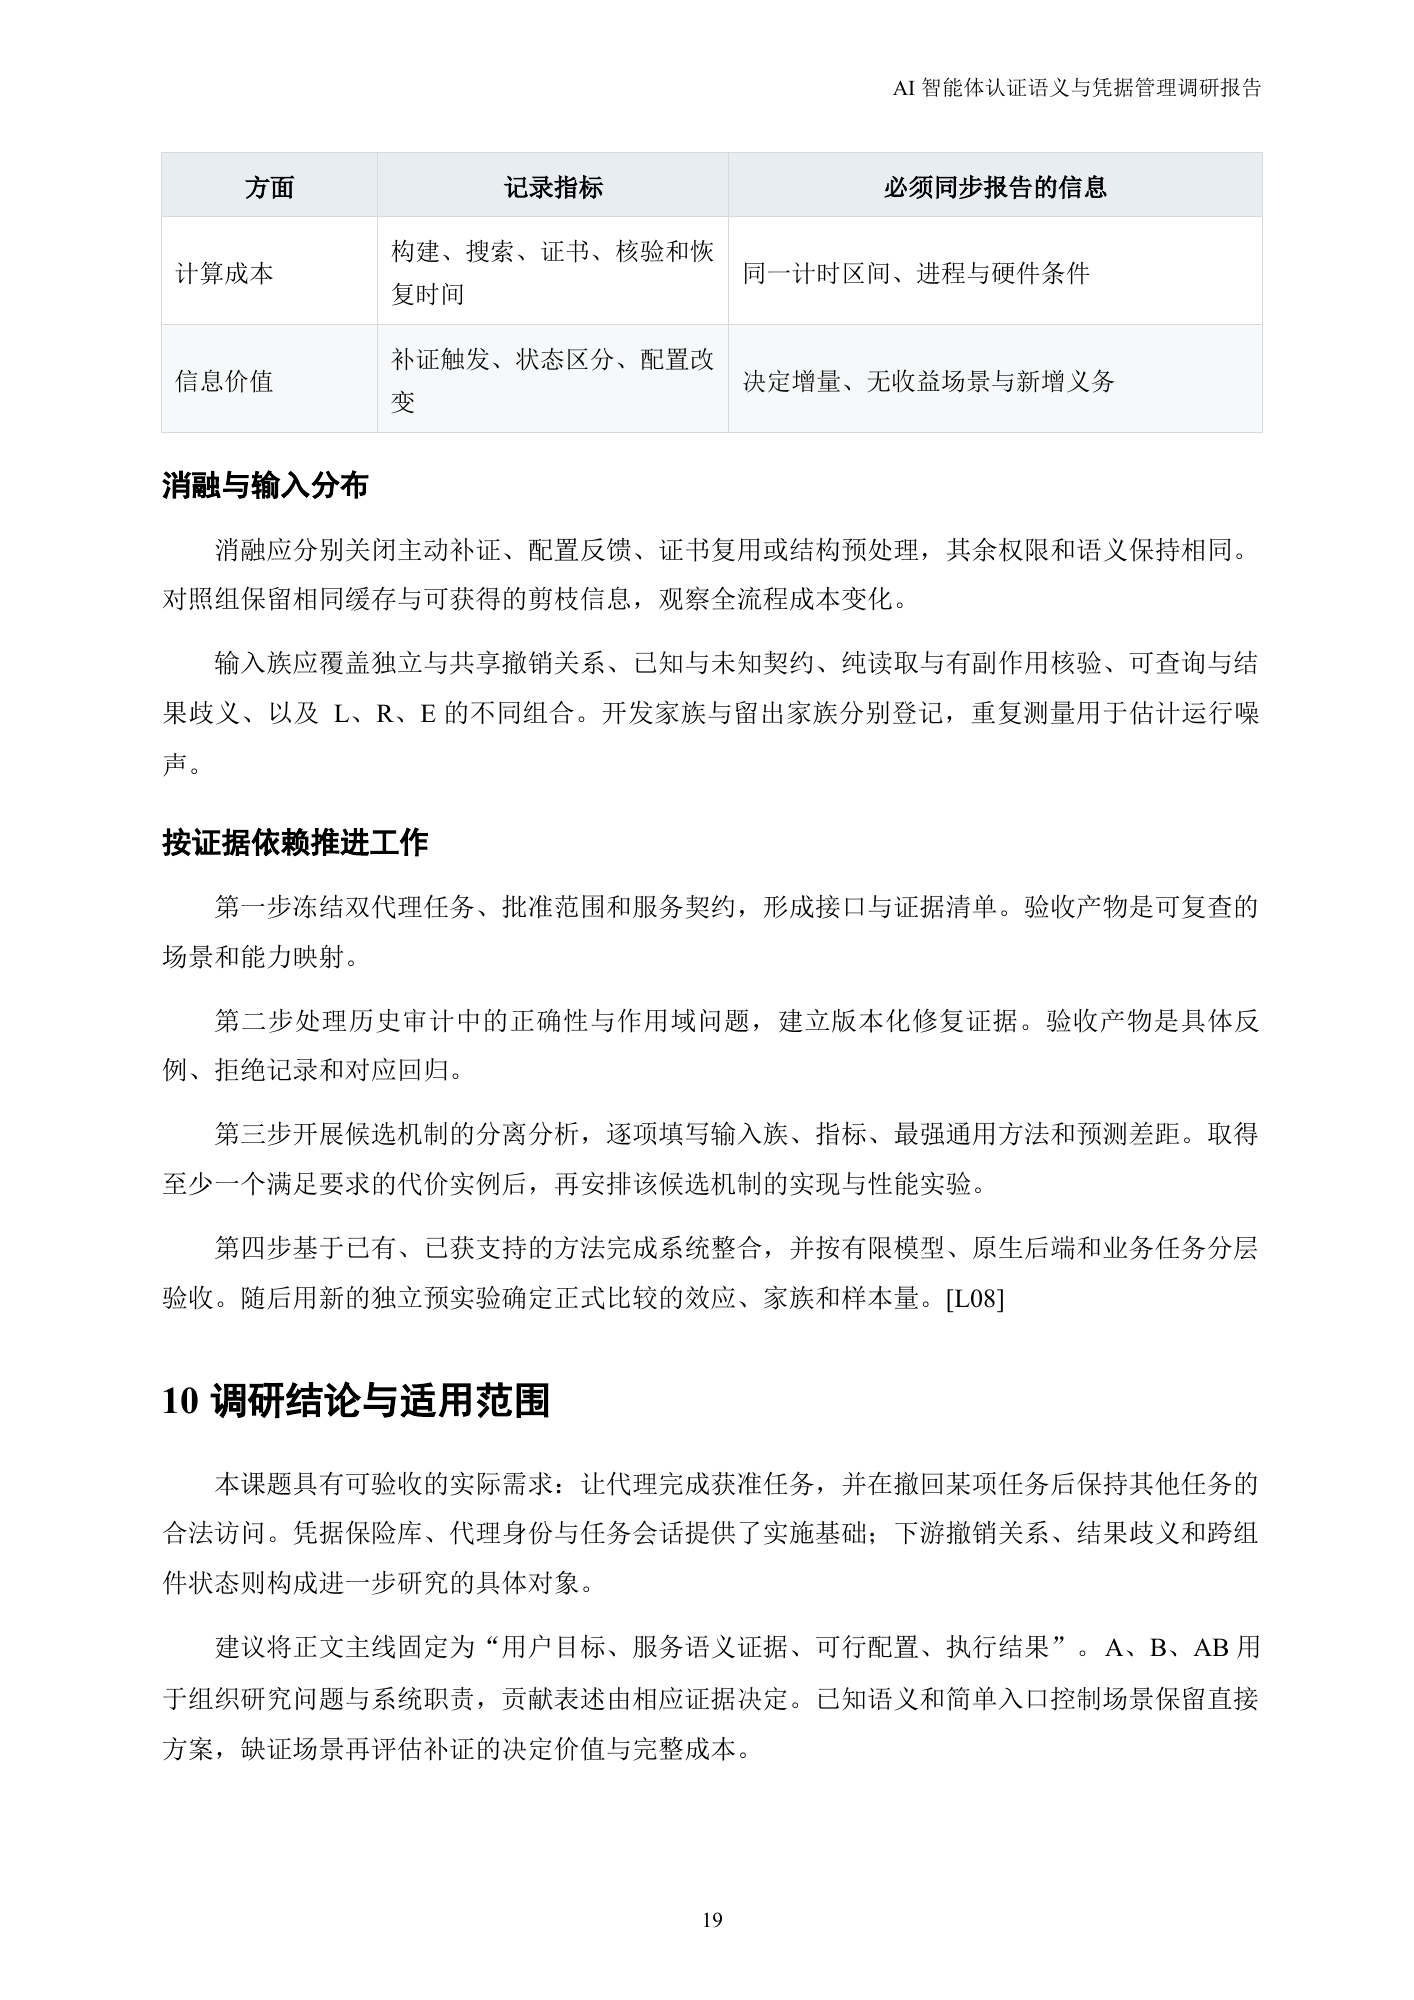 AI 智能体认证语义与凭据管理调研报告
方面 记录指标 必须同步报告的信息
计算成本 构建、搜索、证书、核验和恢复时间 同一计时区间、进程与硬件条件
信息价值 补证触发、状态区分、配置改变 决定增量、无收益场景与新增义务
消融与输入分布
消融应分别关闭主动补证、配置反馈、证书复用或结构预处理，其余权限和语义保持相同。
对照组保留相同缓存与可获得的剪枝信息，观察全流程成本变化。
输入族应覆盖独立与共享撤销关系、已知与未知契约、纯读取与有副作用核验、可查询与结
果歧义、以及 L、R、E 的不同组合。开发家族与留出家族分别登记，重复测量用于估计运行噪
声。
按证据依赖推进工作
第一步冻结双代理任务、批准范围和服务契约，形成接口与证据清单。验收产物是可复查的
场景和能力映射。
第二步处理历史审计中的正确性与作用域问题，建立版本化修复证据。验收产物是具体反
例、拒绝记录和对应回归。
第三步开展候选机制的分离分析，逐项填写输入族、指标、最强通用方法和预测差距。取得
至少一个满足要求的代价实例后，再安排该候选机制的实现与性能实验。
第四步基于已有、已获支持的方法完成系统整合，并按有限模型、原生后端和业务任务分层
验收。随后用新的独立预实验确定正式比较的效应、家族和样本量。[L08]
10 调研结论与适用范围
本课题具有可验收的实际需求：让代理完成获准任务，并在撤回某项任务后保持其他任务的
合法访问。凭据保险库、代理身份与任务会话提供了实施基础；下游撤销关系、结果歧义和跨组
件状态则构成进一步研究的具体对象。
建议将正文主线固定为“用户目标、服务语义证据、可行配置、执行结果”。A、B、AB 用
于组织研究问题与系统职责，贡献表述由相应证据决定。已知语义和简单入口控制场景保留直接
方案，缺证场景再评估补证的决定价值与完整成本。
19